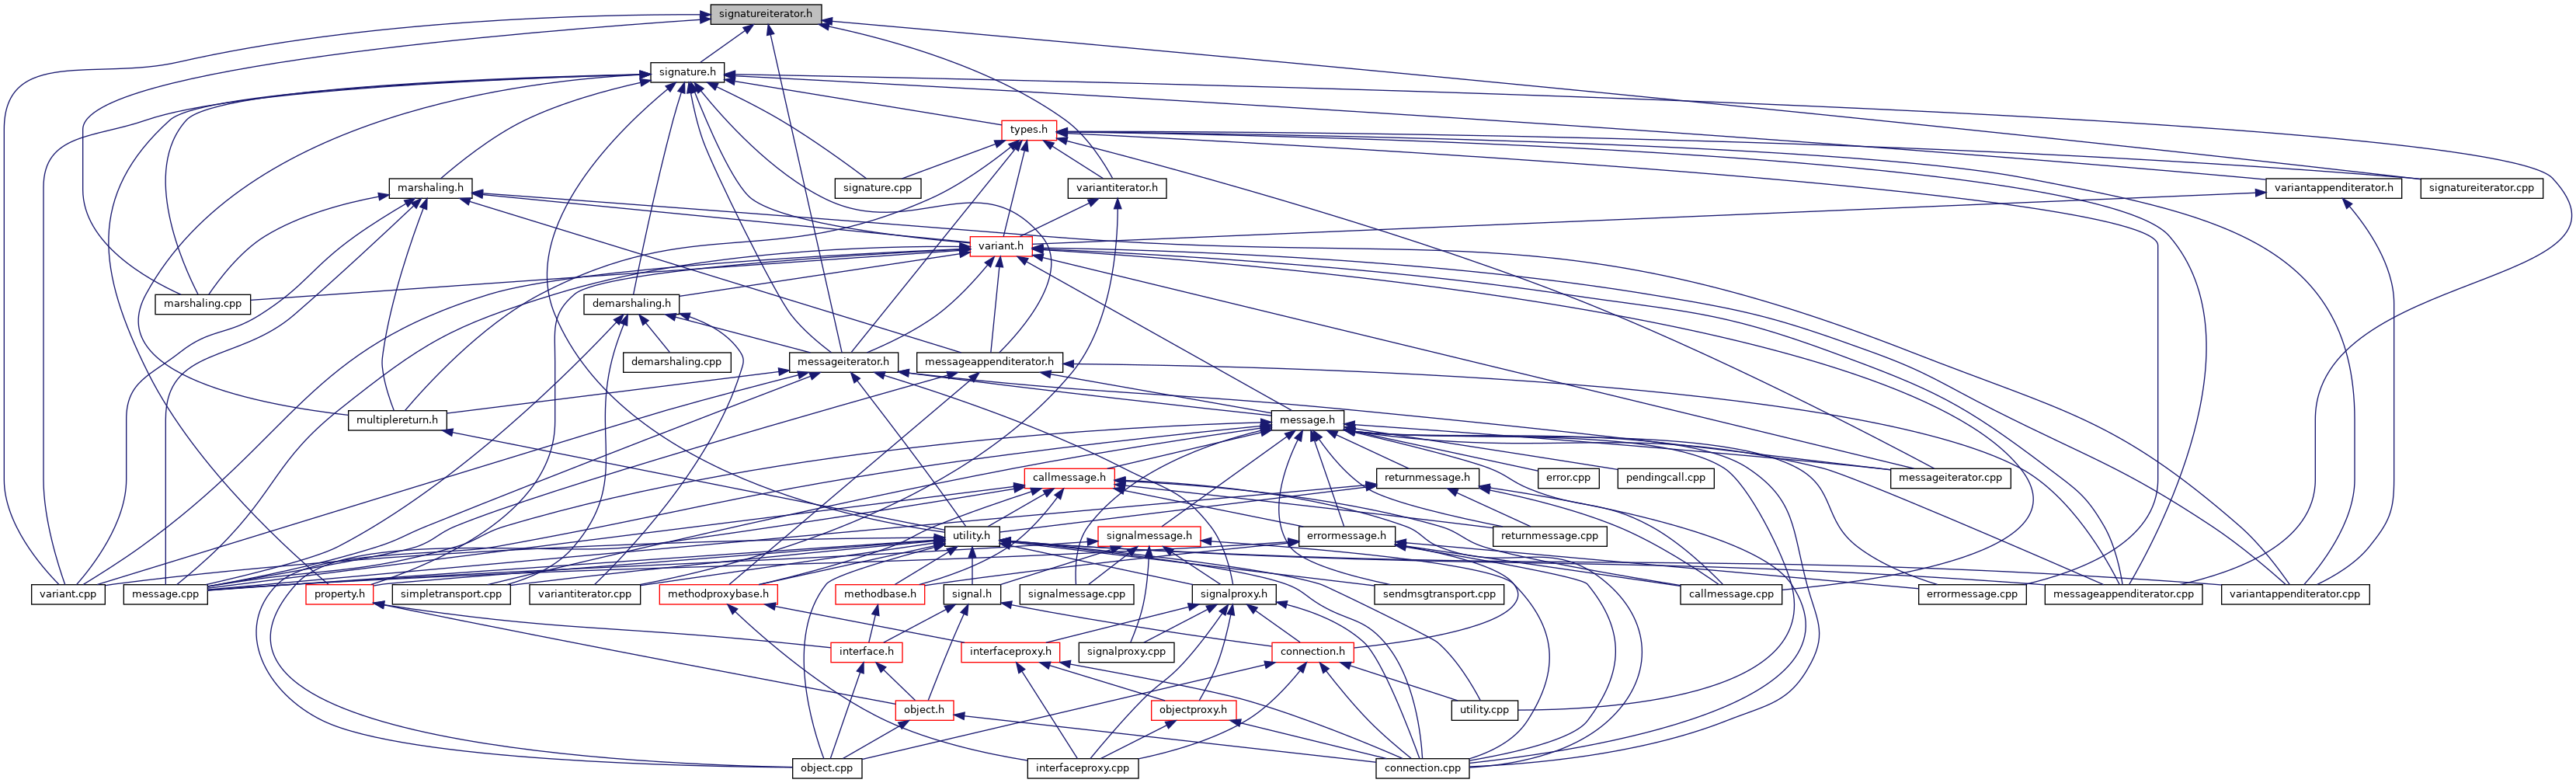 signatureiterator.h
signature.h
types.h
marshaling.h
signature.cpp
variantiterator.h
variantappenditerator.h
signatureiterator.cpp
variant.h
marshaling.cpp
demarshaling.h
demarshaling.cpp
messageiterator.h
messageappenditerator.h
multiplereturn.h
message.h
callmessage.h
returnmessage.h
error.cpp
pendingcall.cpp
messageiterator.cpp
utility.h
signalmessage.h
errormessage.h
returnmessage.cpp
variant.cpp
message.cpp
property.h
simpletransport.cpp
variantiterator.cpp
methodproxybase.h
methodbase.h
signal.h
signalmessage.cpp
signalproxy.h
sendmsgtransport.cpp
callmessage.cpp
errormessage.cpp
messageappenditerator.cpp
variantappenditerator.cpp
interface.h
interfaceproxy.h
signalproxy.cpp
connection.h
object.h
objectproxy.h
utility.cpp
object.cpp
interfaceproxy.cpp
connection.cpp